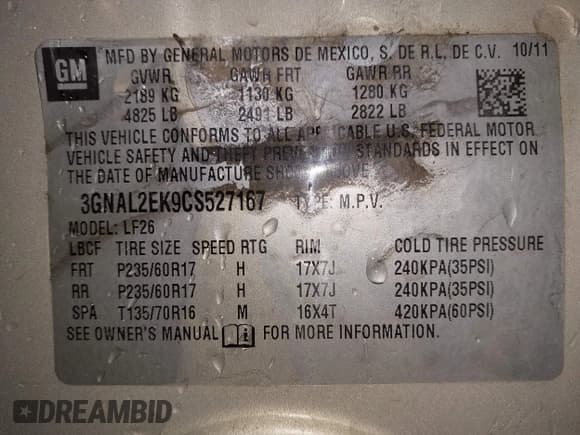 GM
MFD BY GENERAL MOTORS DE MEXICO, S. DE R.L. DE C.V. 10/11
GVWR GAWR FRT GAWR RR
2189 KG 1130 KG 1280 KG
4825 LB 2491 LB 2822 LB
THIS VEHICLE CONFORMS TO ALL APPLICABLE U.S. FEDERAL MOTOR
VEHICLE SAFETY AND THEFT PREVENTION STANDARDS IN EFFECT ON
THE DATE OF MANUFACTURE SHOWN ABOVE
3GNAL2EK9CS527167 TYPE: M.P.V.
MODEL: LF26
LBCF TIRE SIZE SPEED RTG RIM COLD TIRE PRESSURE
FRT P235/60R17 H 17X7J 240KPA(35PSI)
RR P235/60R17 H 17X7J 240KPA(35PSI)
SPA T135/70R16 M 16X4T 420KPA(60PSI)
SEE OWNER'S MANUAL i FOR MORE INFORMATION.
DREAMBID